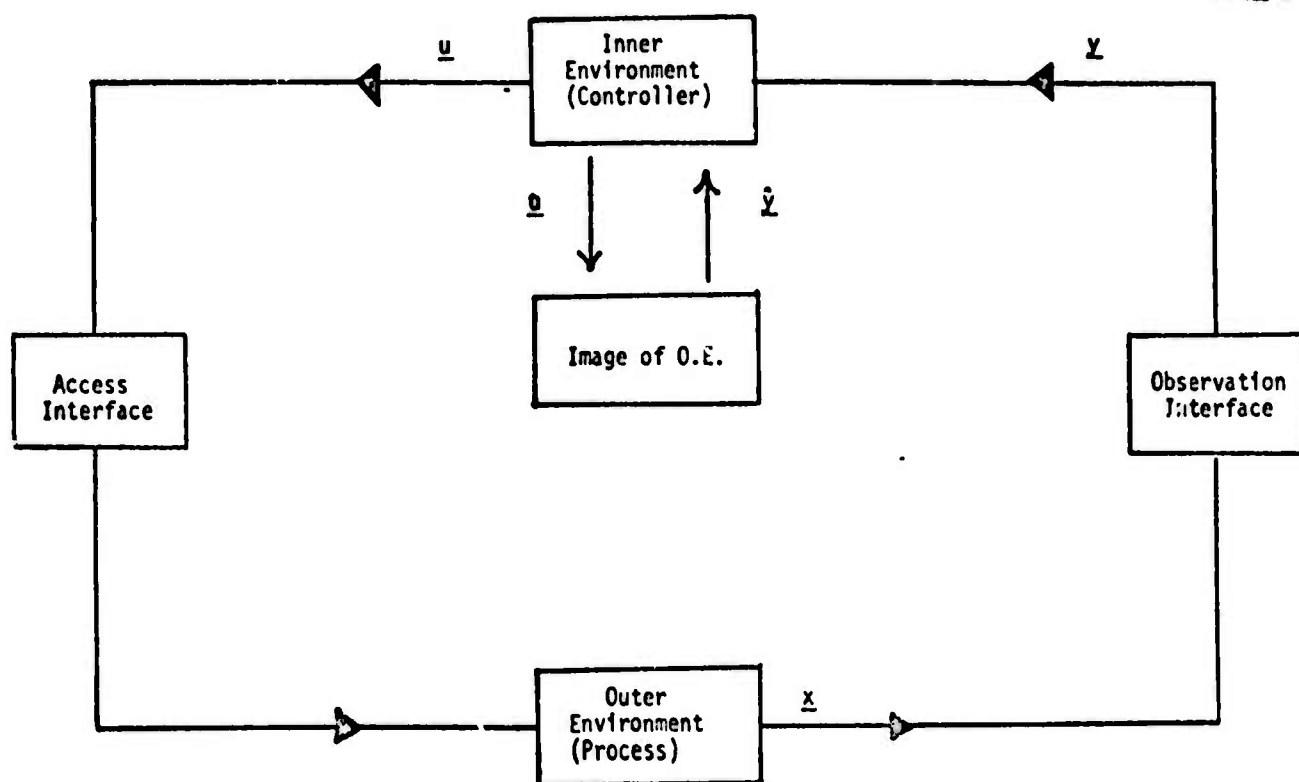 u
Inner
Environment
(Controller)
y
ŷ
Image of O.E.
Access
Interface
Observation
Interface
Outer
Environment
(Process)
x